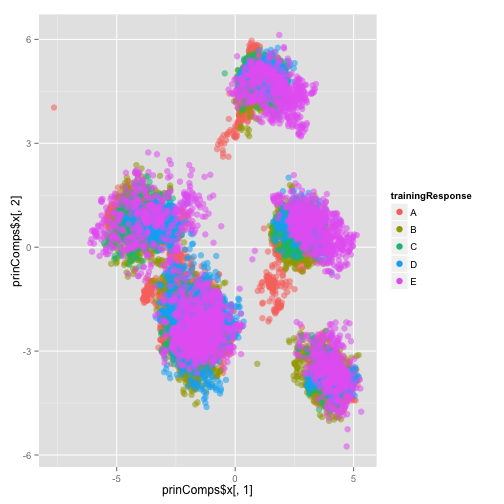 6
3
0
-3
-6
-5
0
5
prinComps$x[, 2]
prinComps$x[, 1]
trainingResponse
A
B
C
D
E